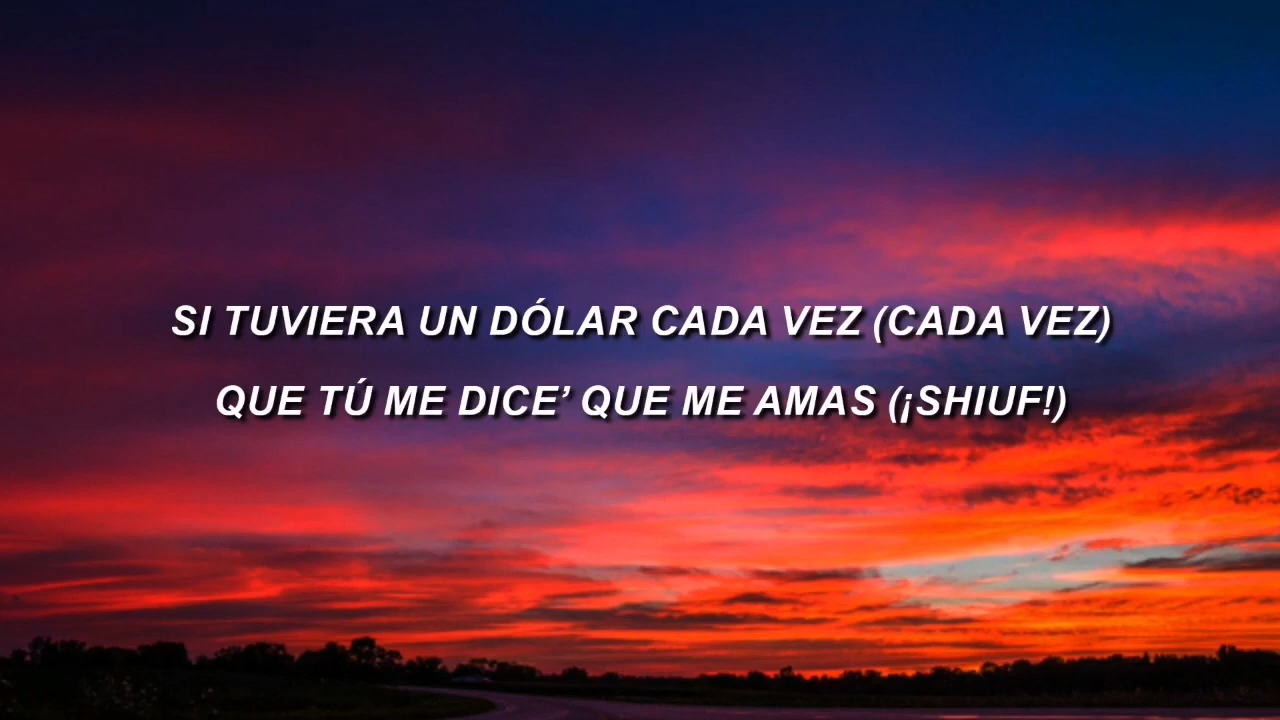 SI TUVIERA UN DÓLAR CADA VEZ (CADA VEZ)
QUE TÚ ME DICE’ QUE ME AMAS (¡SHIUF!)